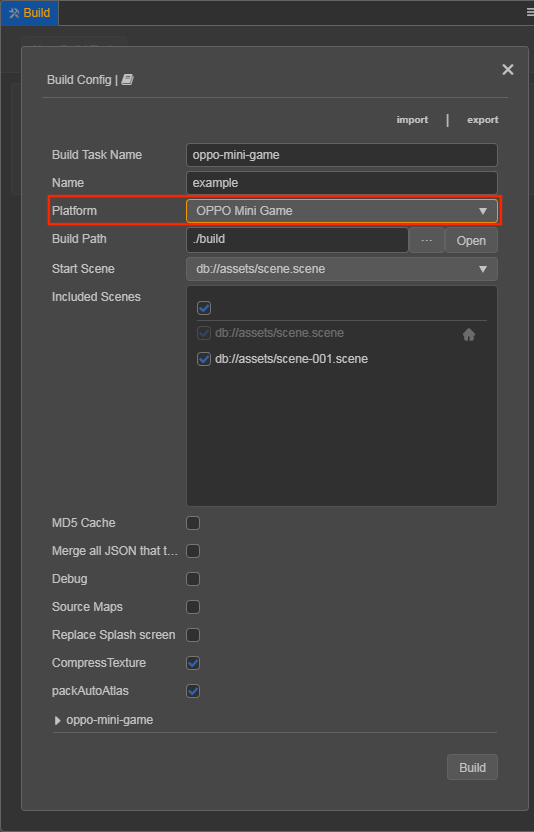 Build
Build Config |
import | export
Build Task Name oppo-mini-game
Name example
Platform OPPO Mini Game
Build Path ./build ... Open
Start Scene db://assets/scene.scene
Included Scenes
db://assets/scene.scene
db://assets/scene-001.scene
MD5 Cache
Merge all JSON that t...
Debug
Source Maps
Replace Splash screen
CompressTexture
packAutoAtlas
oppo-mini-game
Build